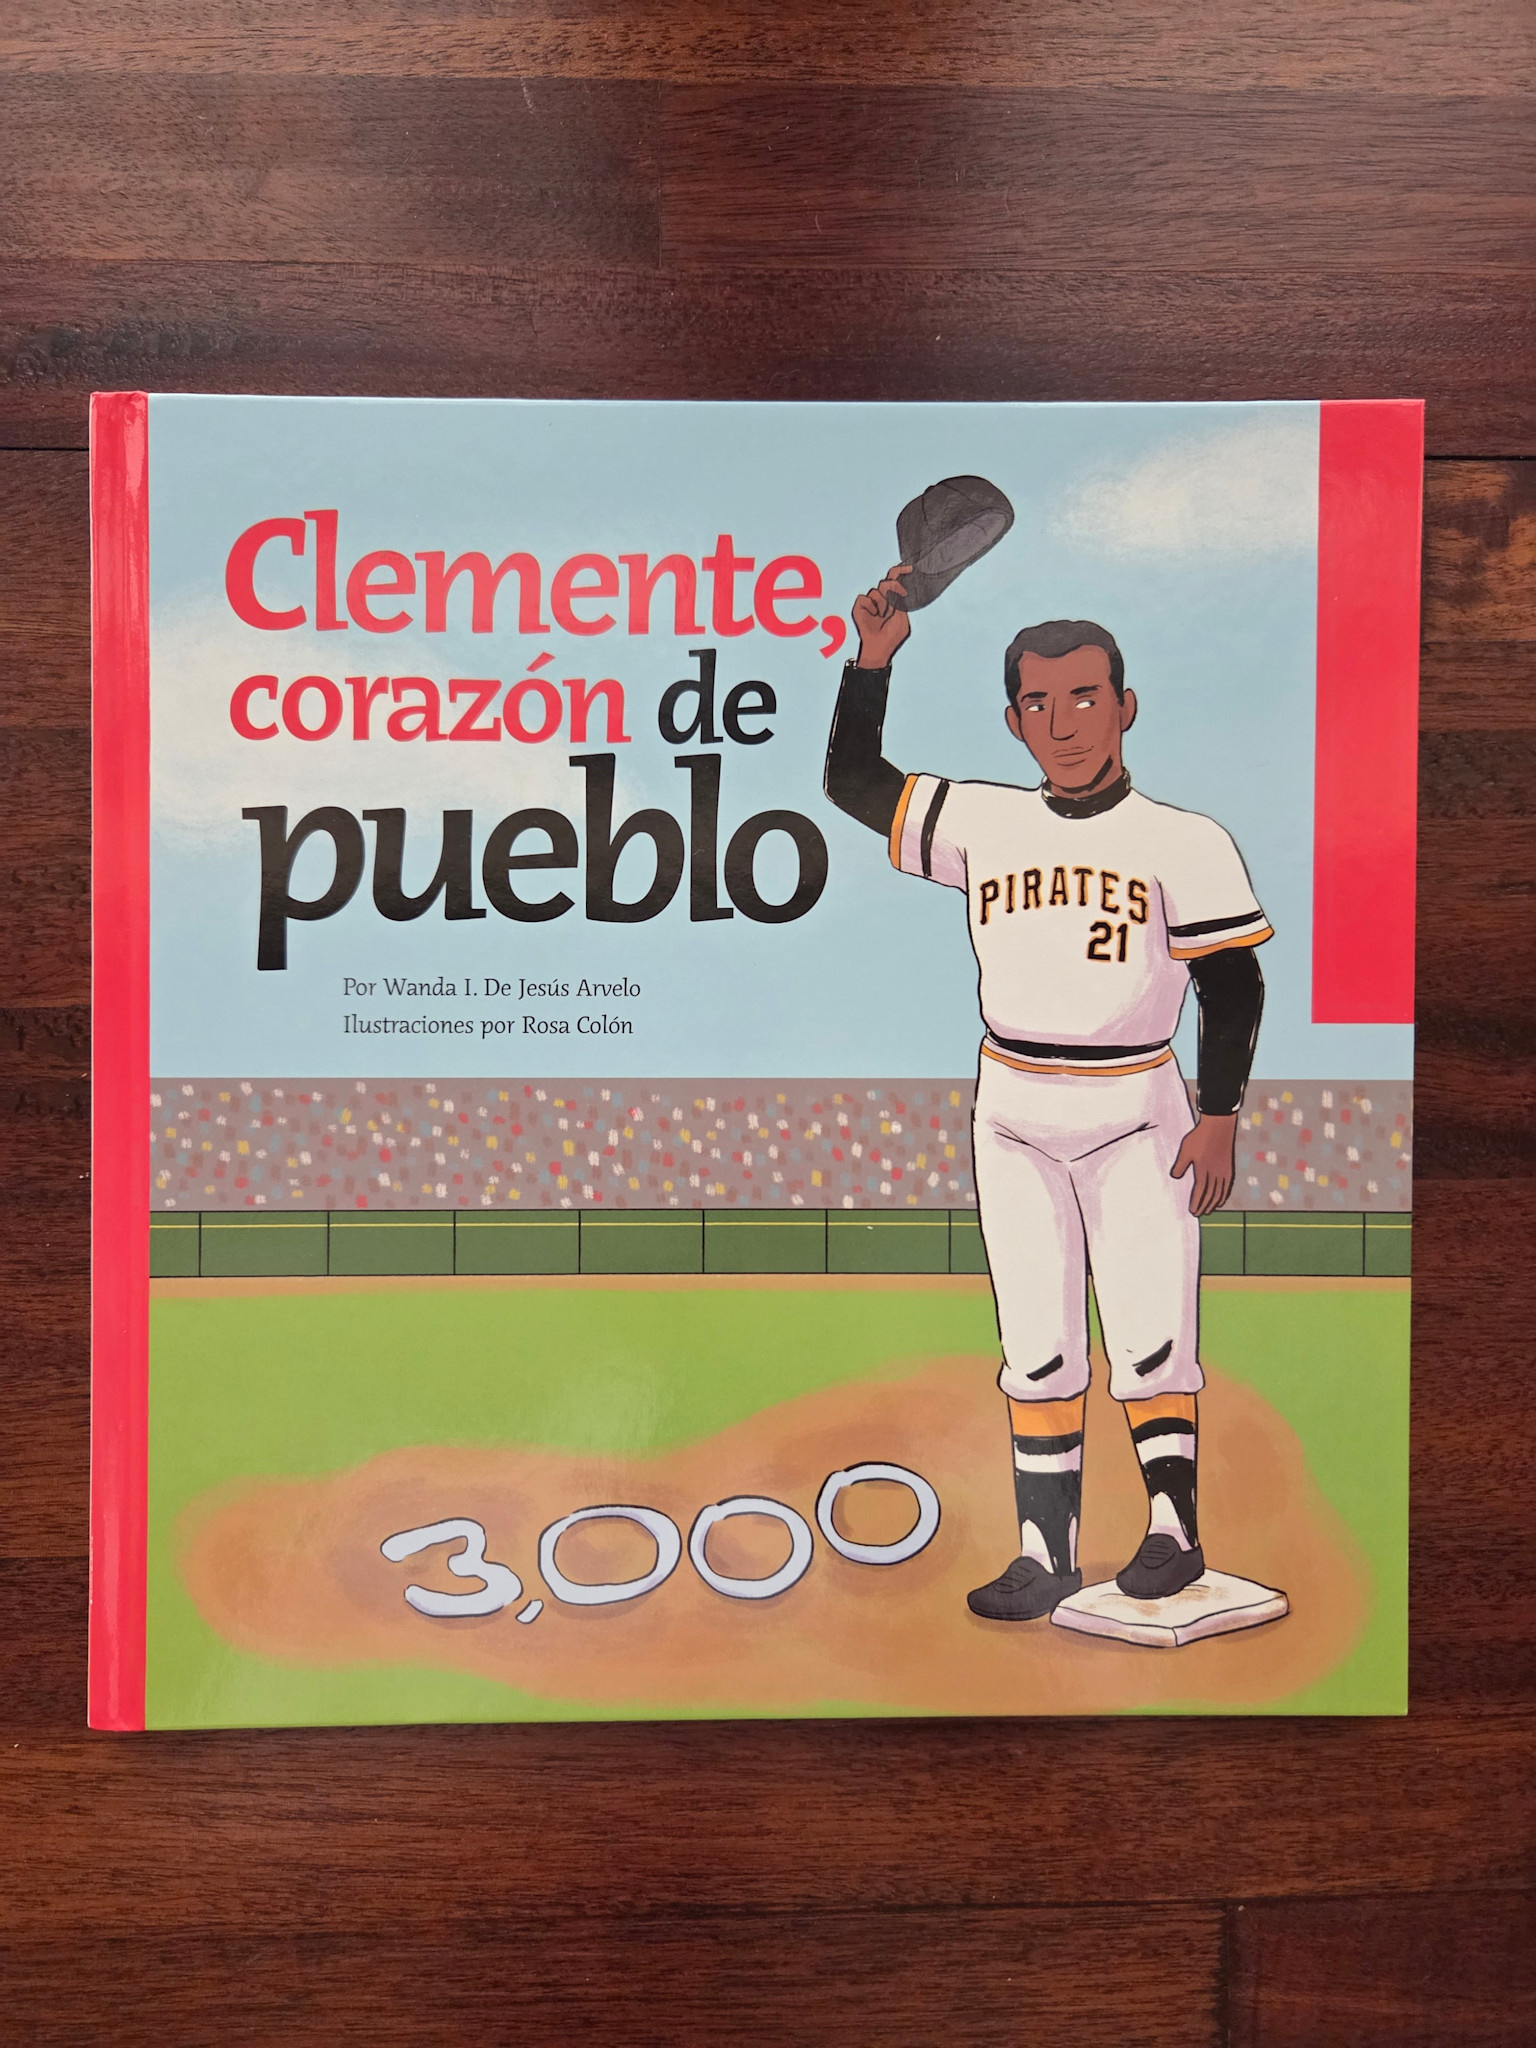 Clemente,
corazón de
pueblo
Por Wanda I. De Jesús Arvelo
Ilustraciones por Rosa Colón
PIRATES
21
3,000